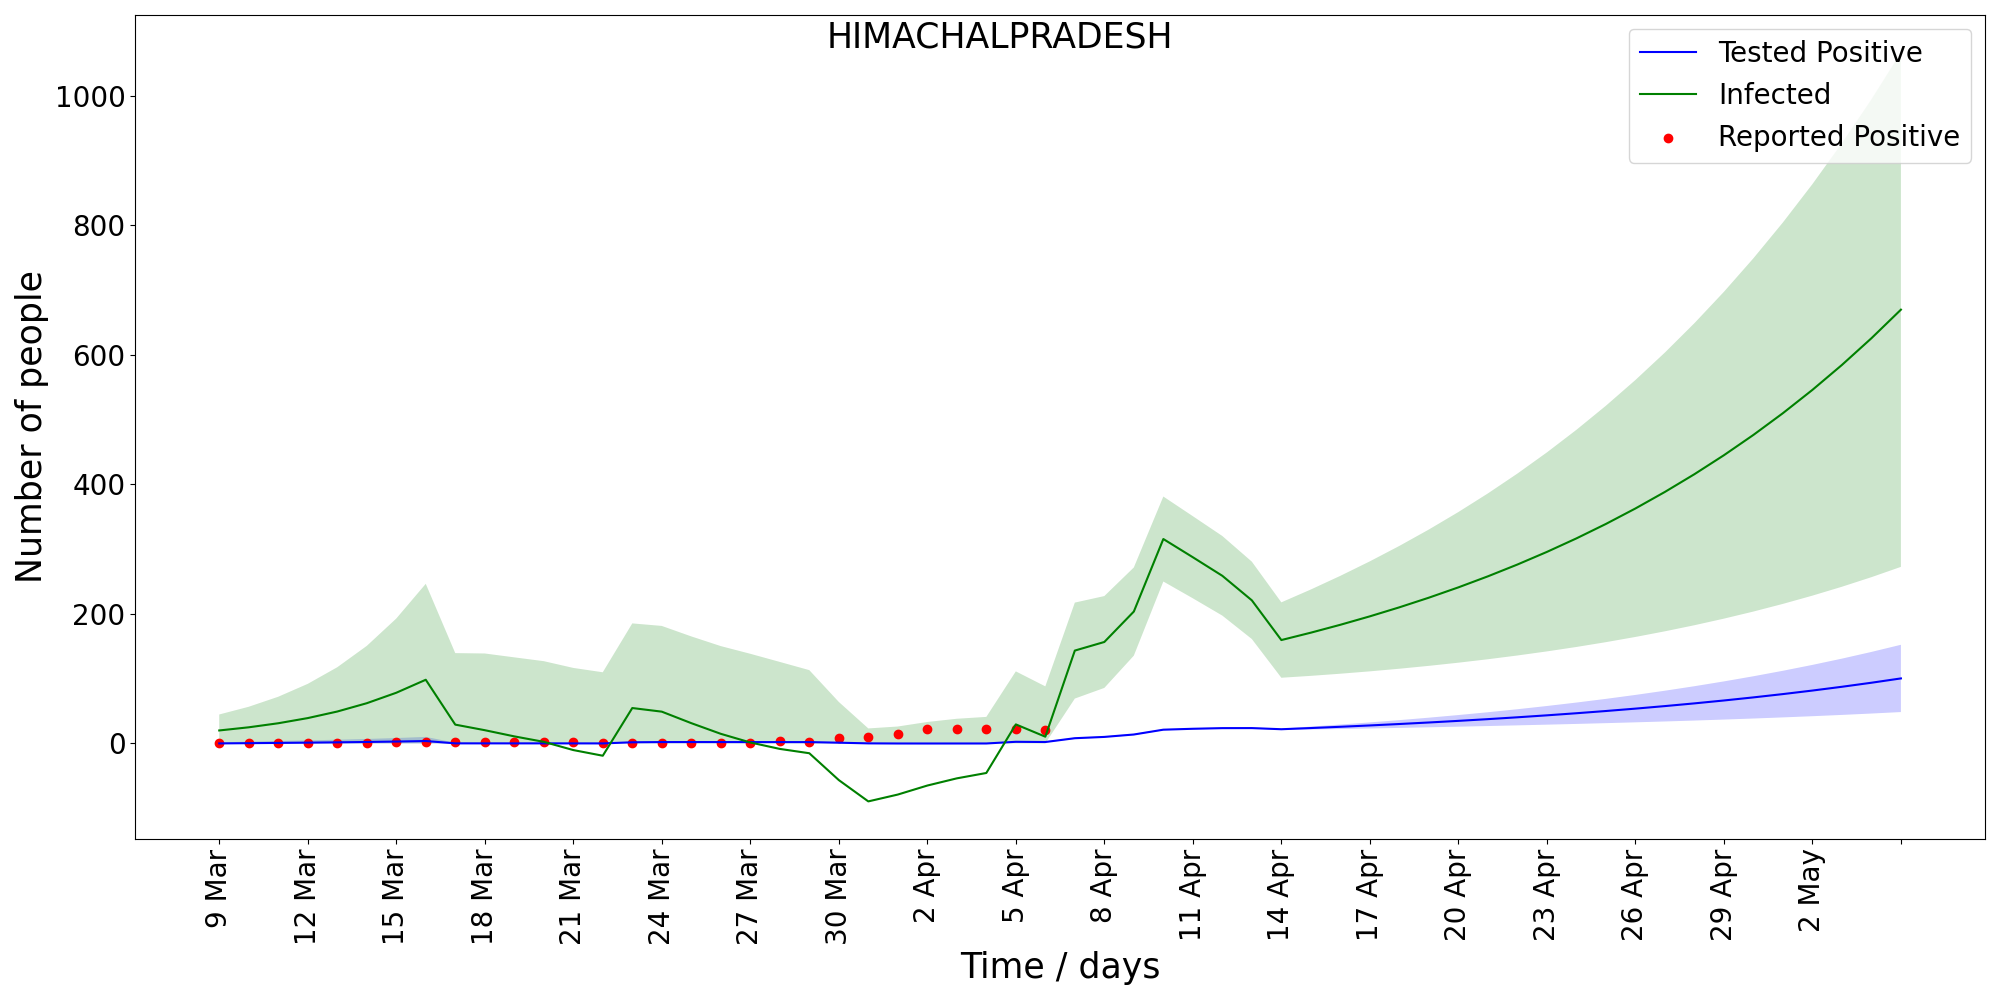 HIMACHALPRADESH
Tested Positive
Infected
Reported Positive
Number of people
1000
800
600
400
200
0
9 Mar
12 Mar
15 Mar
18 Mar
21 Mar
24 Mar
27 Mar
30 Mar
2 Apr
5 Apr
8 Apr
11 Apr
14 Apr
17 Apr
20 Apr
23 Apr
26 Apr
29 Apr
2 May
Time / days